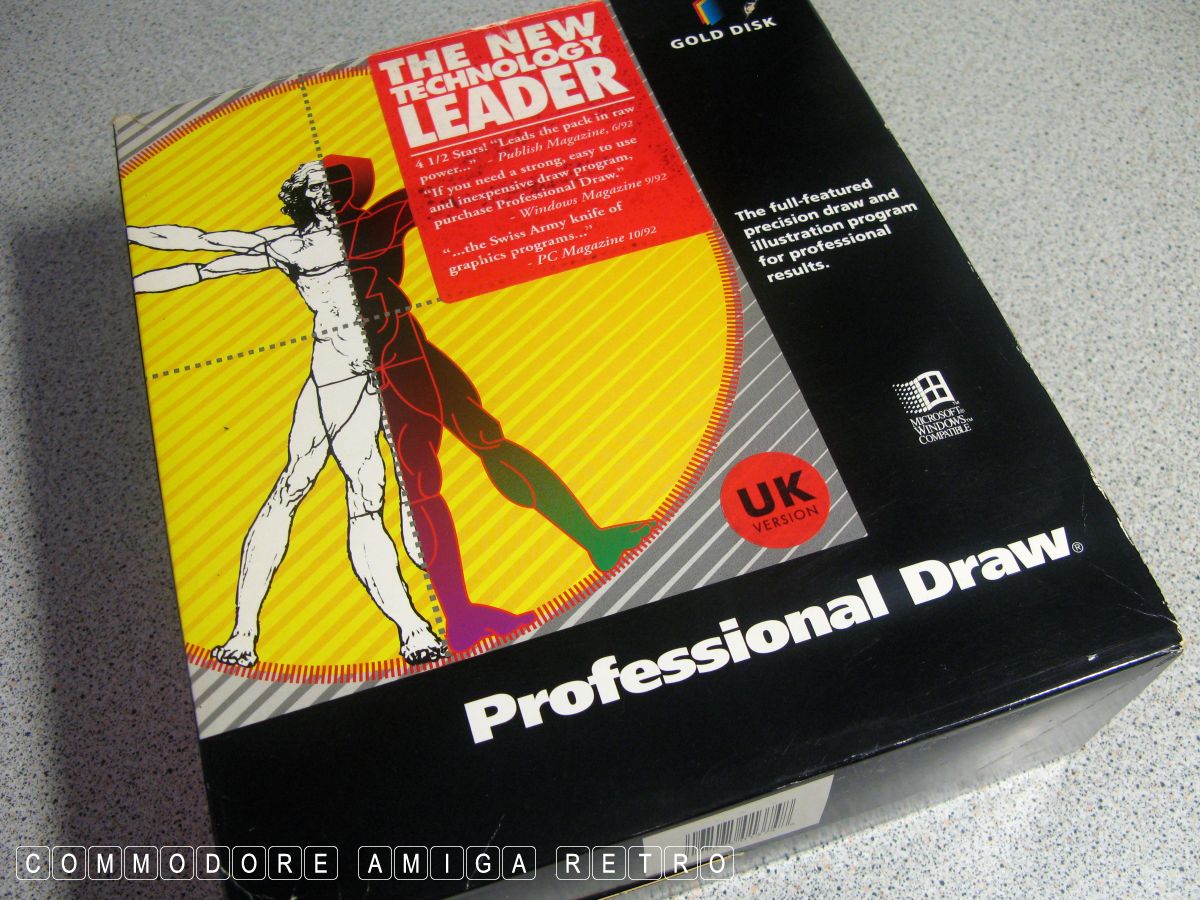 THE NEW
TECHNOLOGY
LEADER
4 1/2 Stars! “Leads the pack in raw
power...” - Publish Magazine, 6/92
“If you need a strong, easy to use
and inexpensive draw program,
purchase Professional Draw.”
- Windows Magazine 9/92
“...the Swiss Army knife of
graphics programs...”
- PC Magazine 10/92
GOLD DISK
The full-featured
precision draw and
illustration program
for professional
results.
MICROSOFT®
WINDOWS™
COMPATIBLE
UK
VERSION
Professional Draw®
COMMODORE AMIGA RETRO